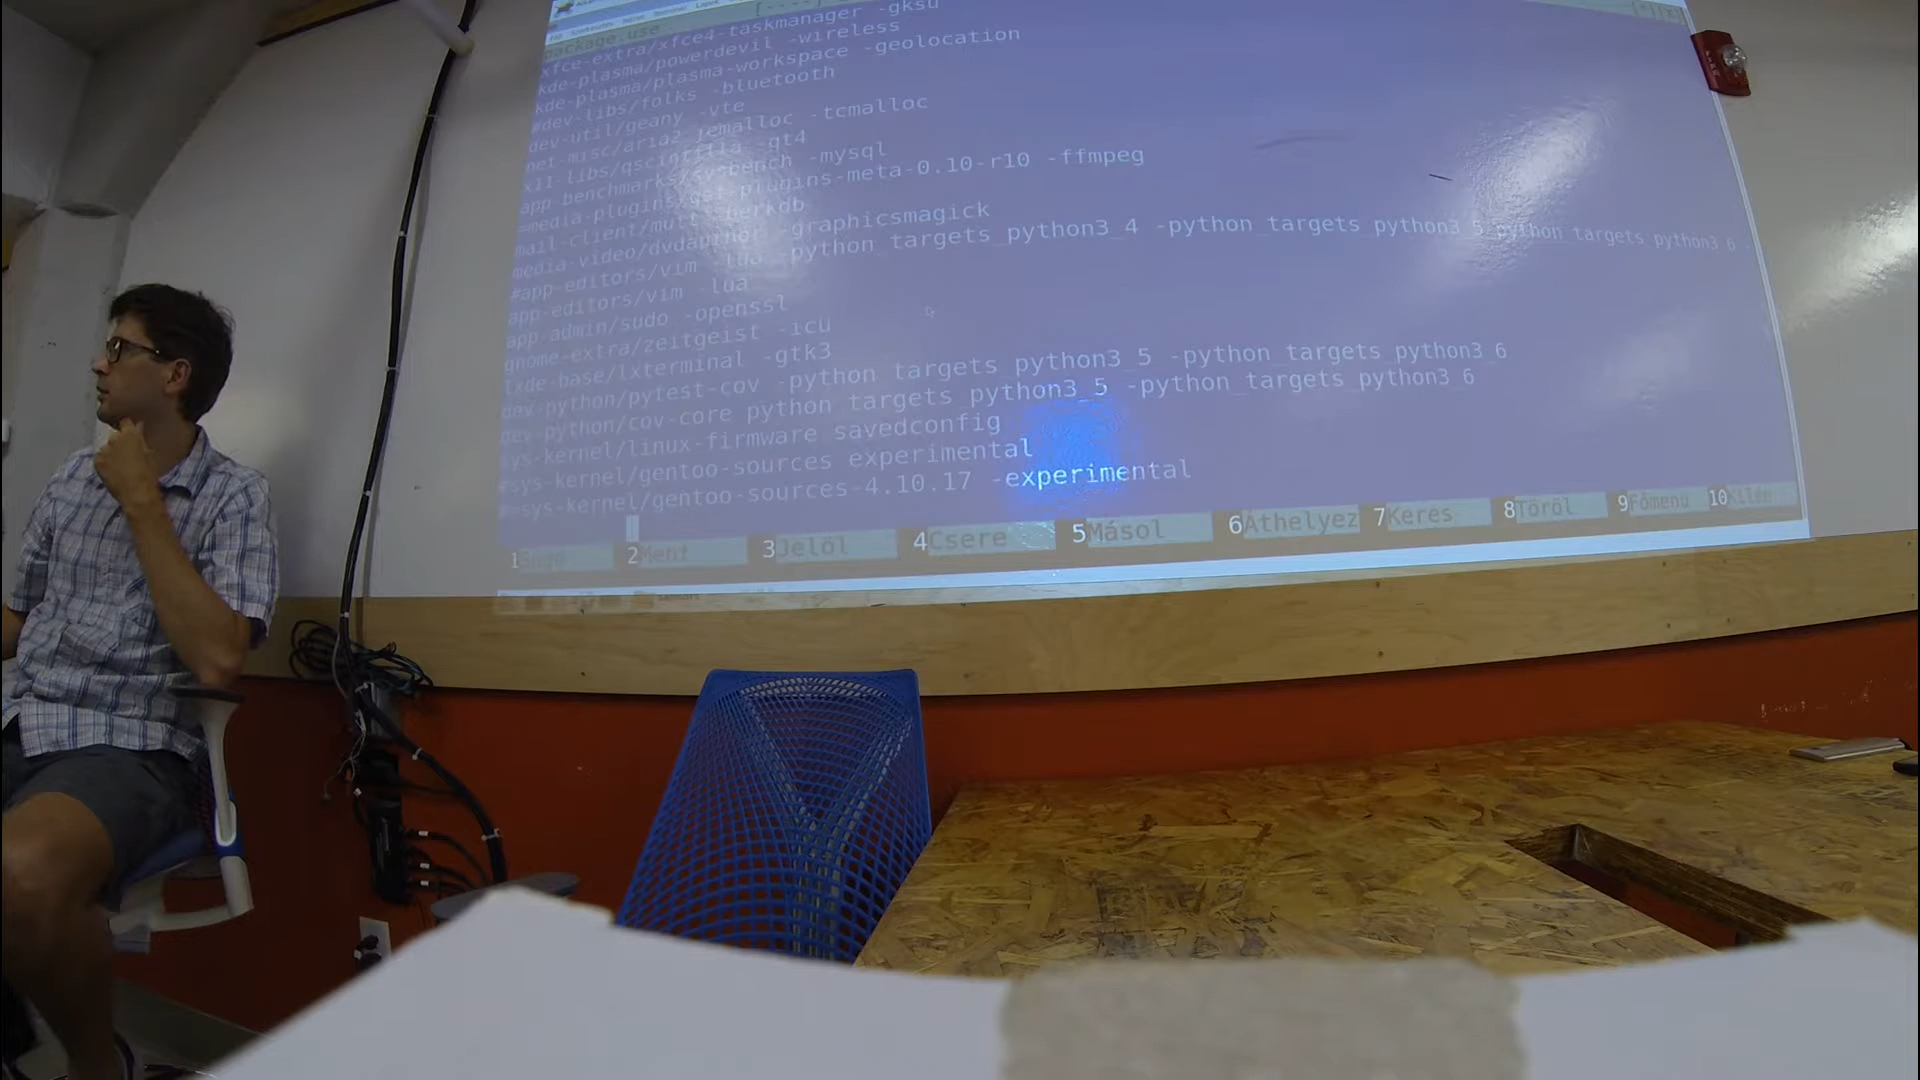 package.use
xfce-extra/xfce4-taskmanager -gksu
kde-plasma/powerdevil -wireless
kde-plasma/plasma-workspace -geolocation
#dev-libs/folks -bluetooth
dev-util/geany -vte
net-misc/aria2 jemalloc -tcmalloc
x11-libs/qscintilla -qt4
app-benchmarks/sysbench -mysql
=media-plugins/gst-plugins-meta-0.10-r10 -ffmpeg
mail-client/mutt -berkdb
media-video/dvdauthor -graphicsmagick
#app-editors/vim -lua -python_targets_python3_4 -python_targets_python3_5 python_targets_python3_6
app-editors/vim -lua
app-admin/sudo -openssl
gnome-extra/zeitgeist -icu
lxde-base/lxterminal -gtk3
dev-python/pytest-cov -python_targets_python3_5 -python_targets_python3_6
dev-python/cov-core python_targets_python3_5 -python_targets_python3_6
sys-kernel/linux-firmware savedconfig
#sys-kernel/gentoo-sources experimental
#=sys-kernel/gentoo-sources-4.10.17 -experimental
1Súgó 2Ment 3Jelöl 4Csere 5Másol 6Áthelyez 7Keres 8Töröl 9Főmenü 10Kilép